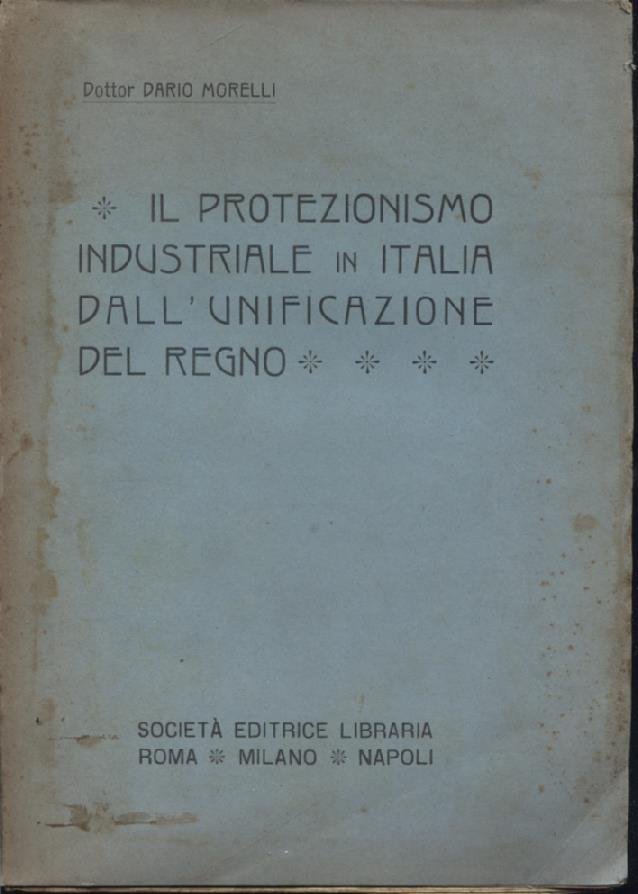 Dottor DARIO MORELLI
IL PROTEZIONISMO
INDUSTRIALE IN ITALIA
DALL'UNIFICAZIONE
DEL REGNO
SOCIETÀ EDITRICE LIBRARIA
ROMA ❊ MILANO ❊ NAPOLI